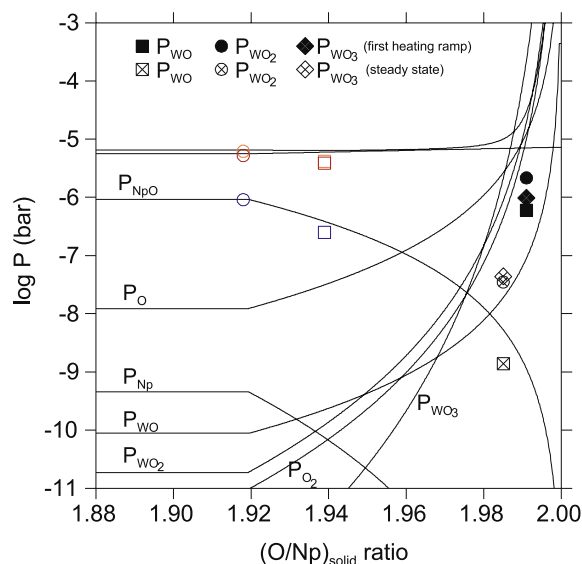 -3
P_WO P_WO2 P_WO3 (first heating ramp)
P_WO P_WO2 P_WO3 (steady state)
-4
-5
P_NpO
-6
-7
P_O
-8
P_Np
-9
P_WO
P_WO3
-10
P_WO2
P_O2
-11
1.88 1.90 1.92 1.94 1.96 1.98 2.00
(O/Np)solid ratio
log P (bar)